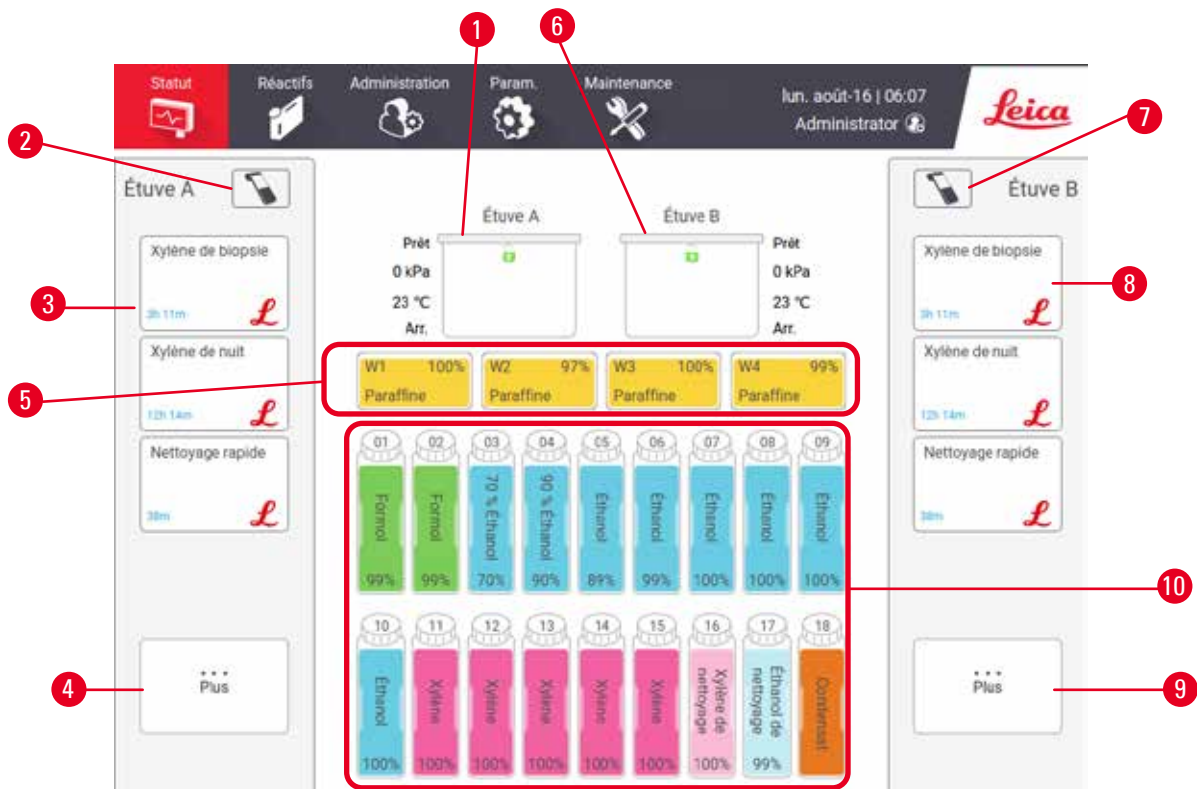 1
6
Statut
Réactifs
Administration
Param.
Maintenance
lun. août-16 | 06:07
Administrator
Leica
2
7
Étuve A
Étuve B
Étuve A
Étuve B
Xylène de biopsie
3h 11m
3
Xylène de nuit
12h 14m
Nettoyage rapide
38m
4
... Plus
Prêt
0 kPa
23 °C
Arr.
Prêt
0 kPa
23 °C
Arr.
5
W1 100%
Paraffine
W2 97%
Paraffine
W3 100%
Paraffine
W4 99%
Paraffine
01 Formol 99%
02 Formol 99%
03 70 % Éthanol 70%
04 90 % Éthanol 90%
05 Éthanol 89%
06 Éthanol 99%
07 Éthanol 100%
08 Éthanol 100%
09 Éthanol 100%
10 Éthanol 100%
11 Xylène 100%
12 Xylène 100%
13 Xylène 100%
14 Xylène 100%
15 Xylène 100%
16 Xylène de nettoyage 100%
17 Éthanol de nettoyage 99%
18 Condensat
10
Xylène de biopsie
3h 11m
8
Xylène de nuit
12h 14m
Nettoyage rapide
38m
... Plus
9